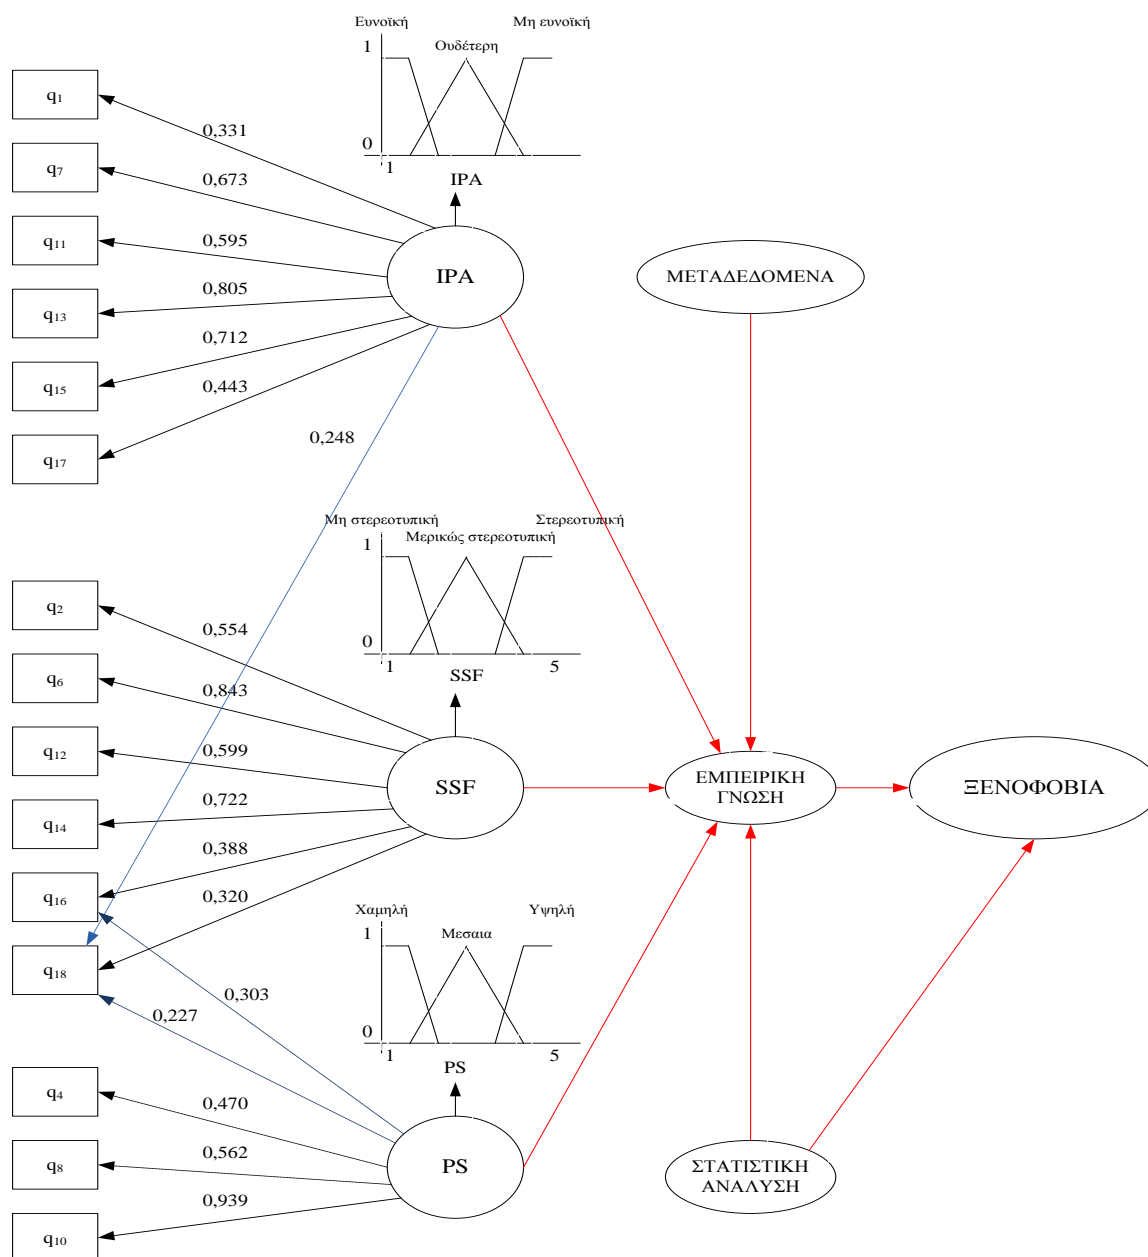 Ευνοϊκή
Μη ευνοϊκή
Ουδέτερη
1
0
1
IPA
q1
0,331
q7
0,673
q11
0,595
q13
0,805
q15
0,712
q17
0,443
IPA
0,248
ΜΕΤΑΔΕΔΟΜΕΝΑ
Μη στερεοτυπική
Στερεοτυπική
Μερικώς στερεοτυπική
1
0
1
5
SSF
q2
0,554
q6
0,843
q12
0,599
q14
0,722
q16
0,388
q18
0,320
SSF
ΕΜΠΕΙΡΙΚΗ
ΓΝΩΣΗ
ΞΕΝΟΦΟΒΙΑ
Χαμηλή
Υψηλή
Μεσαια
1
0
1
5
PS
0,303
0,227
q4
0,470
q8
0,562
q10
0,939
PS
ΣΤΑΤΙΣΤΙΚΗ
ΑΝΑΛΥΣΗ